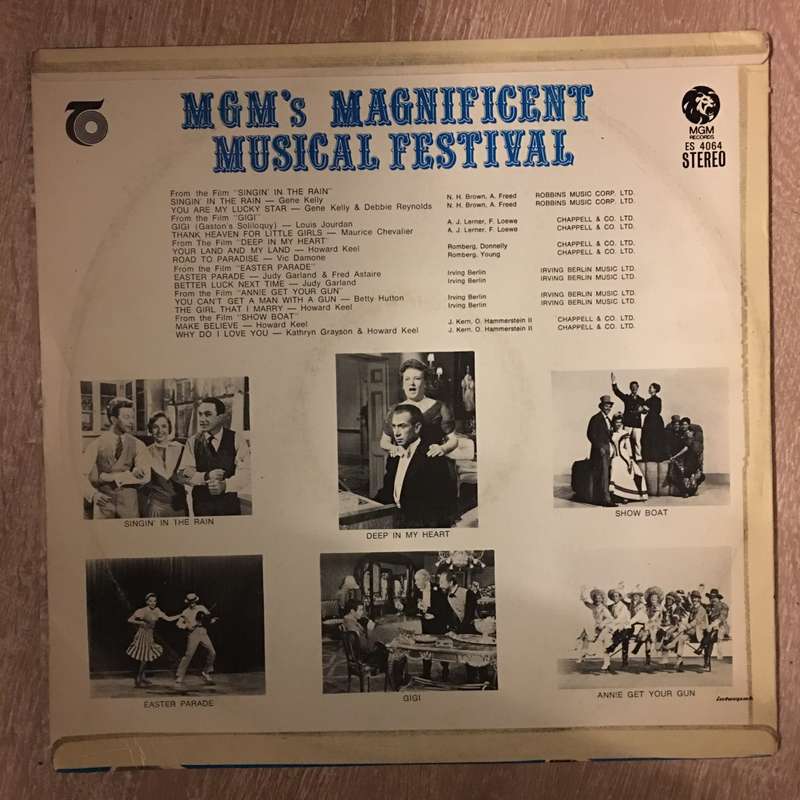 MGM's MAGNIFICENT
MUSICAL FESTIVAL
MGM
RECORDS
ES 4064
STEREO
From the Film "SINGIN' IN THE RAIN"
SINGIN' IN THE RAIN — Gene Kelly N. H. Brown, A. Freed ROBBINS MUSIC CORP. LTD.
YOU ARE MY LUCKY STAR — Gene Kelly & Debbie Reynolds N. H. Brown, A. Freed ROBBINS MUSIC CORP. LTD.
From the Film "GIGI"
GIGI (Gaston's Soliloquy) — Louis Jourdan A. J. Lerner, F. Loewe CHAPPELL & CO. LTD.
THANK HEAVEN FOR LITTLE GIRLS — Maurice Chevalier A. J. Lerner, F. Loewe CHAPPELL & CO. LTD.
From The Film "DEEP IN MY HEART"
YOUR LAND AND MY LAND — Howard Keel Romberg, Donnelly CHAPPELL & CO. LTD.
ROAD TO PARADISE — Vic Damone Romberg, Young CHAPPELL & CO. LTD.
From the Film "EASTER PARADE"
EASTER PARADE — Judy Garland & Fred Astaire Irving Berlin IRVING BERLIN MUSIC LTD.
BETTER LUCK NEXT TIME — Judy Garland Irving Berlin IRVING BERLIN MUSIC LTD.
From the Film "ANNIE GET YOUR GUN"
YOU CAN'T GET A MAN WITH A GUN — Betty Hutton Irving Berlin IRVING BERLIN MUSIC LTD.
THE GIRL THAT I MARRY — Howard Keel Irving Berlin IRVING BERLIN MUSIC LTD.
From the Film "SHOW BOAT"
MAKE BELIEVE — Howard Keel J. Kern, O. Hammerstein II CHAPPELL & CO. LTD.
WHY DO I LOVE YOU — Kathryn Grayson & Howard Keel J. Kern, O. Hammerstein II CHAPPELL & CO. LTD.
SINGIN' IN THE RAIN
DEEP IN MY HEART
SHOW BOAT
EASTER PARADE
GIGI
ANNIE GET YOUR GUN